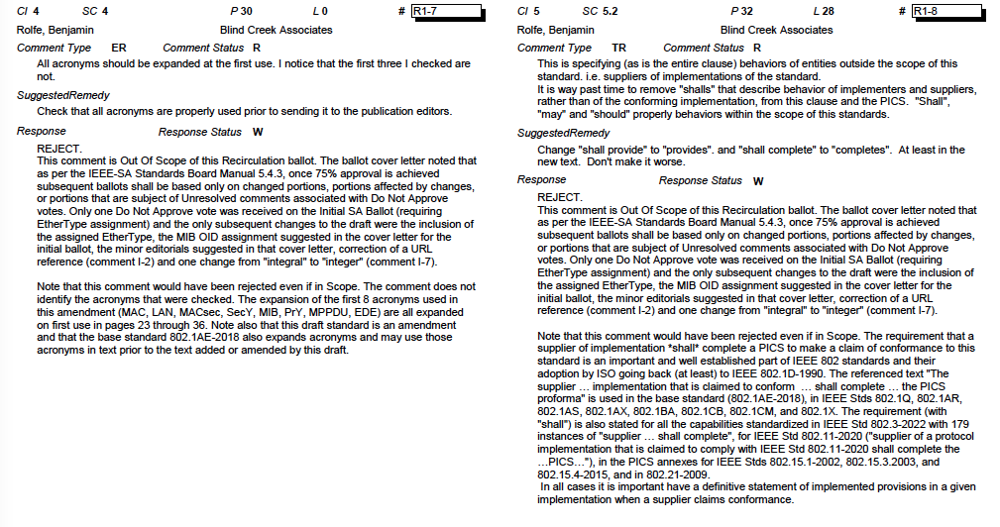 Cl 4 SC 4 P 30 L 0 # R1-7
Rolfe, Benjamin Blind Creek Associates
Comment Type ER Comment Status R
All acronyms should be expanded at the first use. I notice that the first three I checked are
not.
SuggestedRemedy
Check that all acronyms are properly used prior to sending it to the publication editors.
Response Response Status W
REJECT.
This comment is Out Of Scope of this Recirculation ballot. The ballot cover letter noted that
as per the IEEE-SA Standards Board Manual 5.4.3, once 75% approval is achieved
subsequent ballots shall be based only on changed portions, portions affected by changes,
or portions that are subject of Unresolved comments associated with Do Not Approve
votes. Only one Do Not Approve vote was received on the Initial SA Ballot (requiring
EtherType assignment) and the only subsequent changes to the draft were the inclusion of
the assigned EtherType, the MIB OID assignment suggested in the cover letter for the
initial ballot, the minor editorials suggested in that cover letter, correction of a URL
reference (comment I-2) and one change from "integral" to "integer" (comment I-7).
Note that this comment would have been rejected even if in Scope. The comment does not
identify the acronyms that were checked. The expansion of the first 8 acronyms used in
this amendment (MAC, LAN, MACsec, SecY, MIB, PrY, MPPDU, EDE) are all expanded
on first use in pages 23 through 36. Note also that this draft standard is an amendment
and that the base standard 802.1AE-2018 also expands acronyms and may use those
acronyms in text prior to the text added or amended by this draft.
Cl 5 SC 5.2 P 32 L 28 # R1-8
Rolfe, Benjamin Blind Creek Associates
Comment Type TR Comment Status R
This is specifying (as is the entire clause) behaviors of entities outside the scope of this
standard. i.e. suppliers of implementations of the standard.
It is way past time to remove "shalls" that describe behavior of implementers and suppliers,
rather than of the conforming implementation, from this clause and the PICS. "Shall",
"may" and "should" properly behaviors within the scope of this standards.
SuggestedRemedy
Change "shall provide" to "provides". and "shall complete" to "completes". At least in the
new text. Don't make it worse.
Response Response Status W
REJECT.
This comment is Out Of Scope of this Recirculation ballot. The ballot cover letter noted that
as per the IEEE-SA Standards Board Manual 5.4.3, once 75% approval is achieved
subsequent ballots shall be based only on changed portions, portions affected by changes,
or portions that are subject of Unresolved comments associated with Do Not Approve
votes. Only one Do Not Approve vote was received on the Initial SA Ballot (requiring
EtherType assignment) and the only subsequent changes to the draft were the inclusion of
the assigned EtherType, the MIB OID assignment suggested in the cover letter for the
initial ballot, the minor editorials suggested in that cover letter, correction of a URL
reference (comment I-2) and one change from "integral" to "integer" (comment I-7).
Note that this comment would have been rejected even if in Scope. The requirement that a
supplier of implementation *shall* complete a PICS to make a claim of conformance to this
standard is an important and well established part of IEEE 802 standards and their
adoption by ISO going back (at least) to IEEE 802.1D-1990. The referenced text "The
supplier ... implementation that is claimed to conform ... shall complete ... the PICS
proforma" is used in the base standard (802.1AE-2018), in IEEE Stds 802.1Q, 802.1AR,
802.1AS, 802.1AX, 802.1BA, 802.1CB, 802.1CM, and 802.1X. The requirement (with
"shall") is also stated for all the capabilities standardized in IEEE Std 802.3-2022 with 179
instances of "supplier ... shall complete", for IEEE Std 802.11-2020 ("supplier of a protocol
implementation that is claimed to comply with IEEE Std 802.11-2020 shall complete the
...PICS..."), in the PICS annexes for IEEE Stds 802.15.1-2002, 802.15.3.2003, and
802.15.4-2015, and in 802.21-2009.
In all cases it is important have a definitive statement of implemented provisions in a given
implementation when a supplier claims conformance.